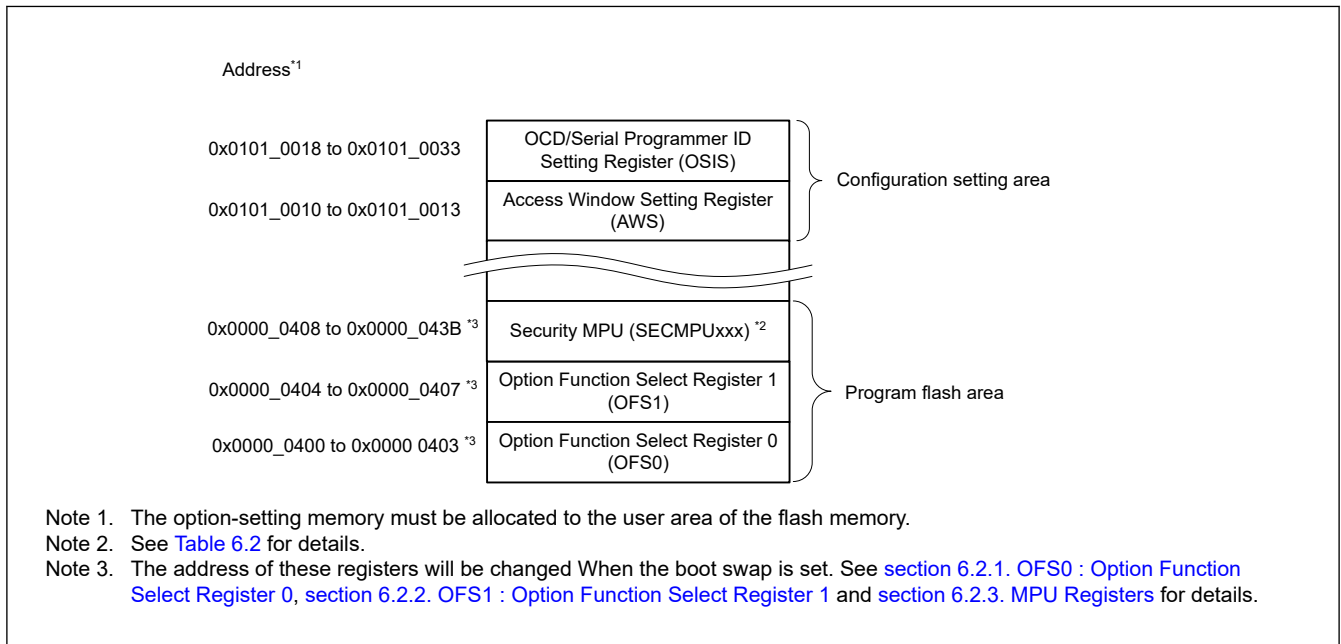 Address*1
0x0101_0018 to 0x0101_0033
OCD/Serial Programmer ID
Setting Register (OSIS)
Configuration setting area
0x0101_0010 to 0x0101_0013
Access Window Setting Register
(AWS)
0x0000_0408 to 0x0000_043B *3
Security MPU (SECMPUxxx) *2
0x0000_0404 to 0x0000_0407 *3
Option Function Select Register 1
(OFS1)
Program flash area
0x0000_0400 to 0x0000 0403 *3
Option Function Select Register 0
(OFS0)
Note 1. The option-setting memory must be allocated to the user area of the flash memory.
Note 2. See Table 6.2 for details.
Note 3. The address of these registers will be changed When the boot swap is set. See section 6.2.1. OFS0 : Option Function
Select Register 0, section 6.2.2. OFS1 : Option Function Select Register 1 and section 6.2.3. MPU Registers for details.